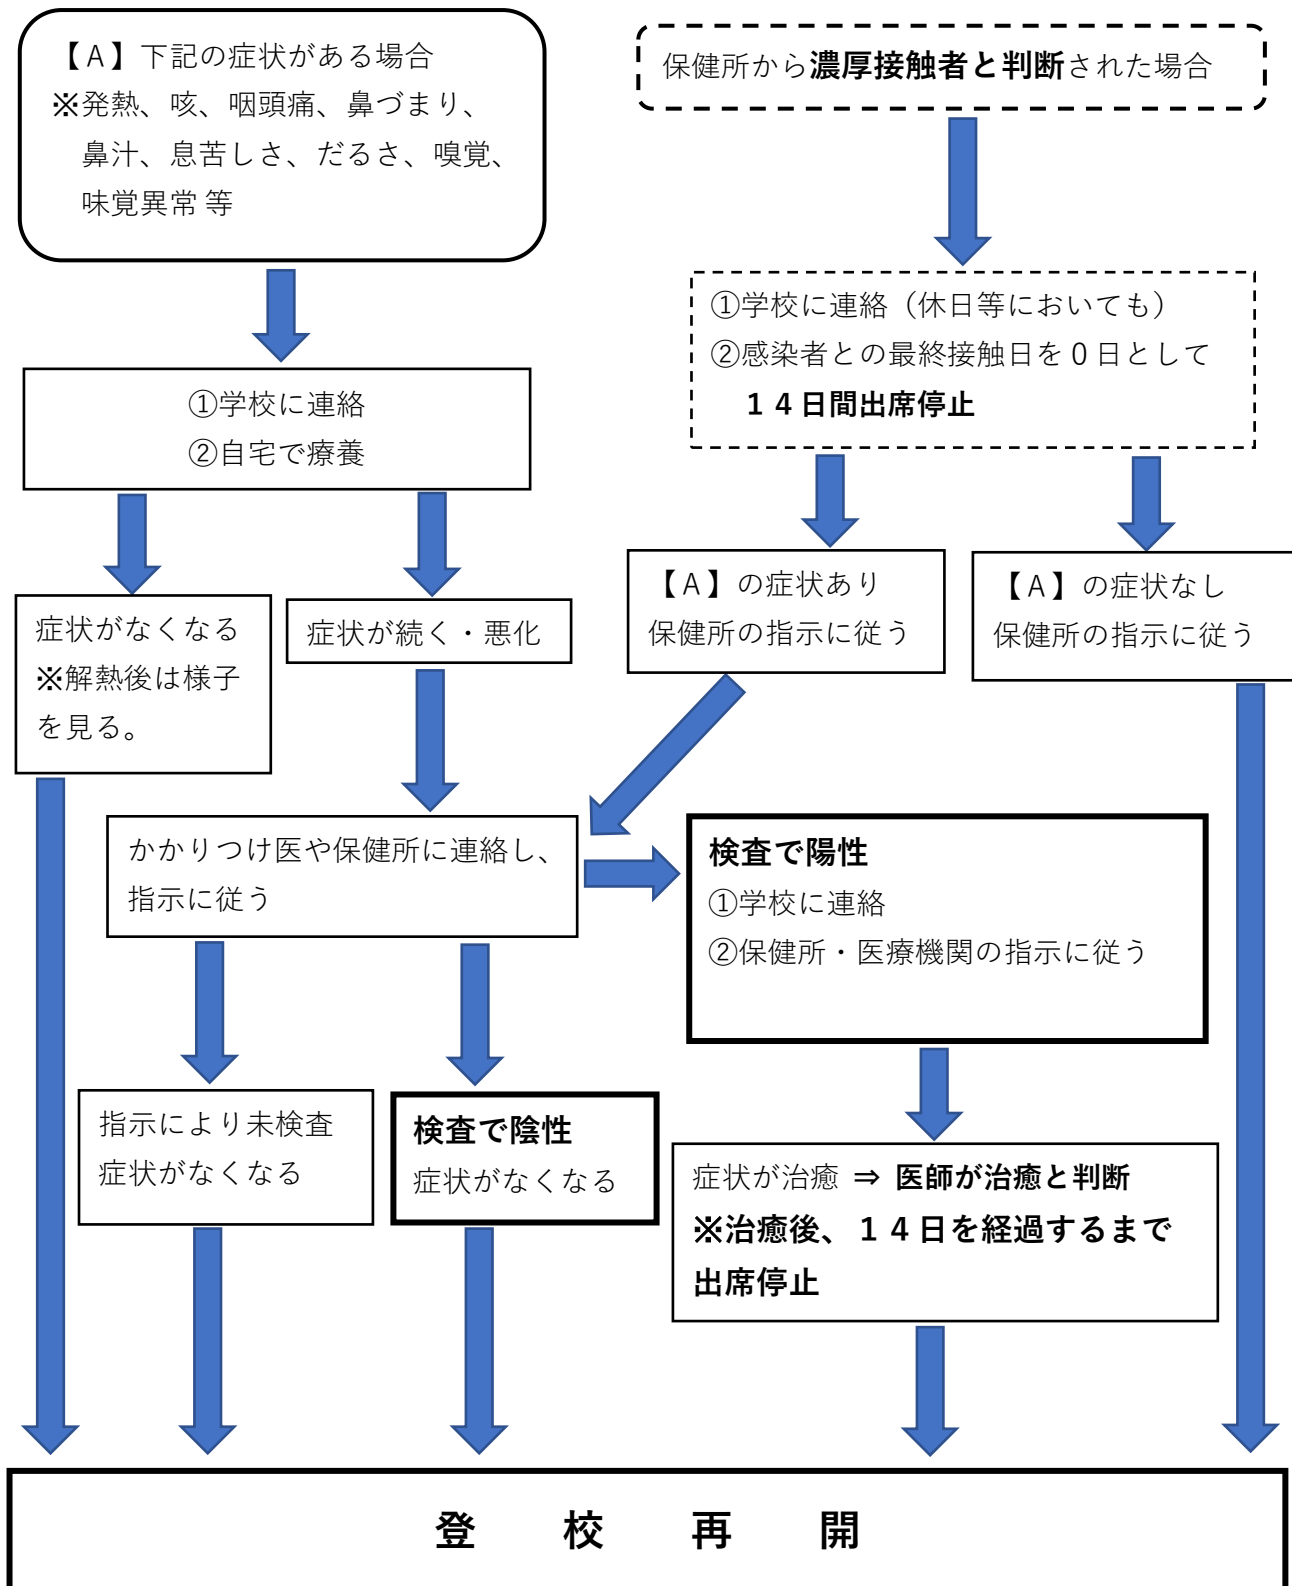 【A】下記の症状がある場合
※発熱、咳、咽頭痛、鼻づまり、
鼻汁、息苦しさ、だるさ、嗅覚、
味覚異常 等
保健所から濃厚接触者と判断された場合
①学校に連絡（休日等においても）
②感染者との最終接触日を０日として
１４日間出席停止
①学校に連絡
②自宅で療養
症状がなくなる
※解熱後は様子
を見る。
症状が続く・悪化
【A】の症状あり
保健所の指示に従う
【A】の症状なし
保健所の指示に従う
かかりつけ医や保健所に連絡し、
指示に従う
検査で陽性
①学校に連絡
②保健所・医療機関の指示に従う
指示により未検査
症状がなくなる
検査で陰性
症状がなくなる
症状が治癒 ⇒ 医師が治癒と判断
※治癒後、１４日を経過するまで
出席停止
登 校 再 開